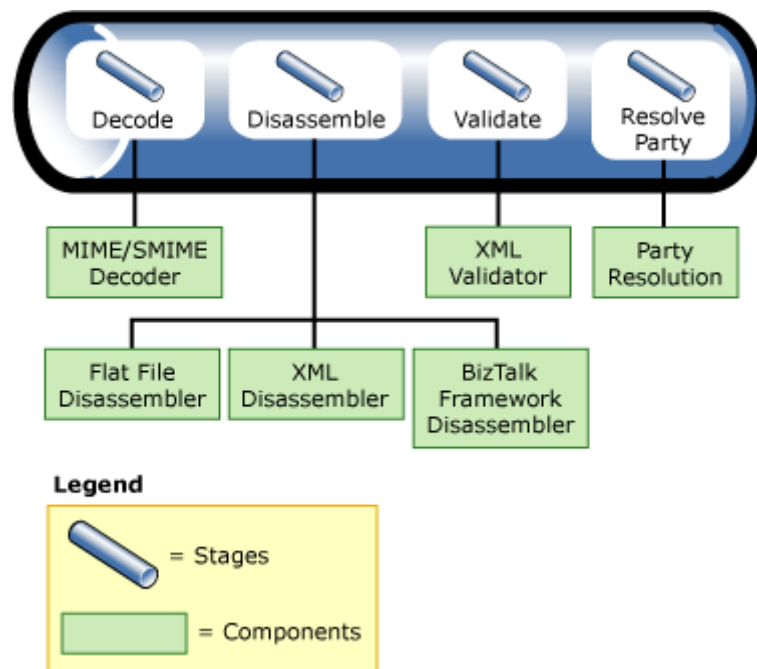 Decode
Disassemble
Validate
Resolve
Party
MIME/SMIME
Decoder
XML
Validator
Party
Resolution
Flat File
Disassembler
XML
Disassembler
BizTalk
Framework
Disassembler
Legend
= Stages
= Components